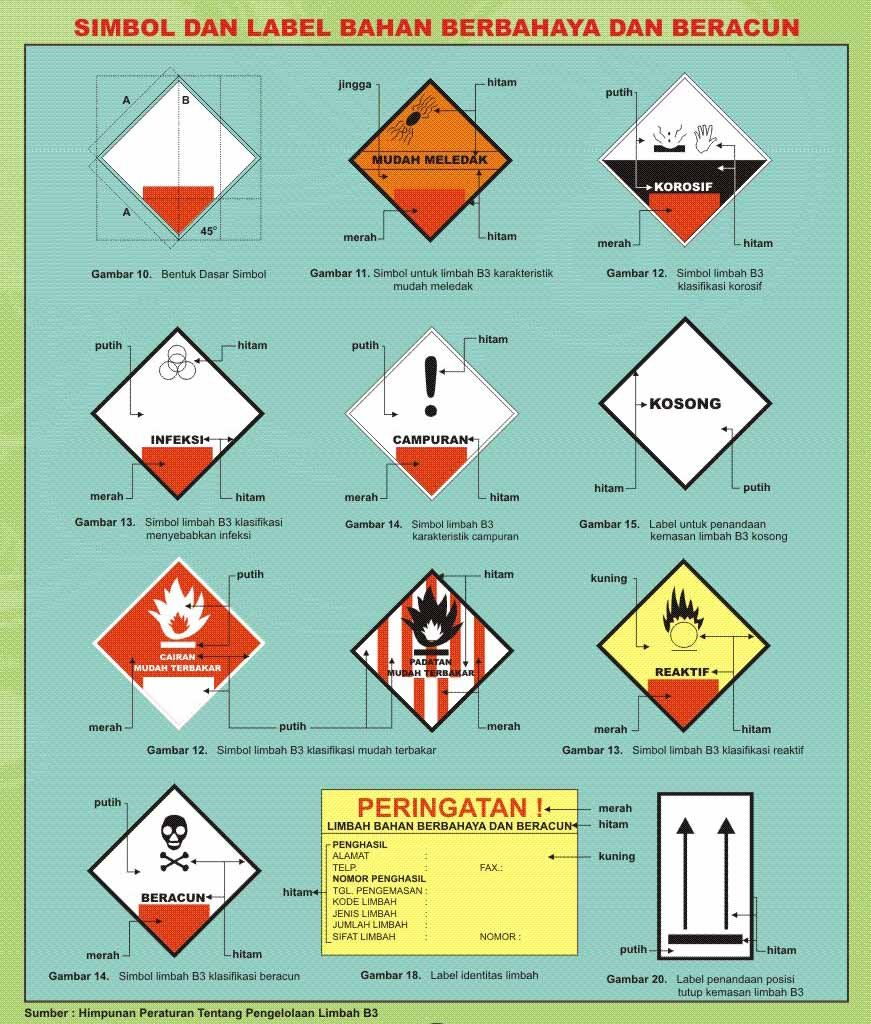 SIMBOL DAN LABEL BAHAN BERBAHAYA DAN BERACUN
A
B
A
45°
Gambar 10. Bentuk Dasar Simbol
jingga
hitam
MUDAH MELEDAK
merah
hitam
Gambar 11. Simbol untuk limbah B3 karakteristik
mudah meledak
putih
KOROSIF
merah
hitam
Gambar 12. Simbol limbah B3
klasifikasi korosif
putih
hitam
INFEKSI
merah
hitam
Gambar 13. Simbol limbah B3 klasifikasi
menyebabkan infeksi
putih
hitam
CAMPURAN
merah
hitam
Gambar 14. Simbol limbah B3
karakteristik campuran
KOSONG
hitam
putih
Gambar 15. Label untuk penandaan
kemasan limbah B3 kosong
putih
CAIRAN
MUDAH TERBAKAR
merah
putih
hitam
PADATAN
MUDAH TERBAKAR
merah
Gambar 12. Simbol limbah B3 klasifikasi mudah terbakar
kuning
REAKTIF
merah
hitam
Gambar 13. Simbol limbah B3 klasifikasi reaktif
putih
BERACUN
merah
hitam
Gambar 14. Simbol limbah B3 klasifikasi beracun
PERINGATAN !
merah
LIMBAH BAHAN BERBAHAYA DAN BERACUN
hitam
PENGHASIL
ALAMAT :
kuning
TELP. : FAX.:
NOMOR PENGHASIL
TGL. PENGEMASAN :
hitam
KODE LIMBAH :
JENIS LIMBAH :
JUMLAH LIMBAH :
SIFAT LIMBAH : NOMOR :
Gambar 18. Label identitas limbah
putih
hitam
Gambar 20. Label penandaan posisi
tutup kemasan limbah B3
Sumber : Himpunan Peraturan Tentang Pengelolaan Limbah B3